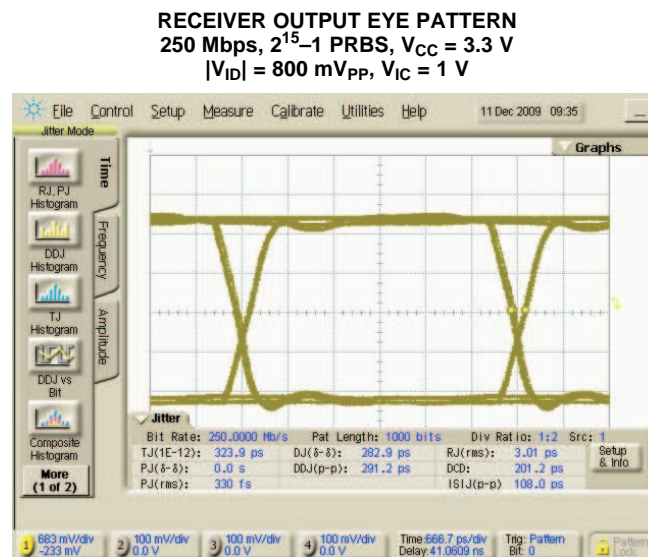 RECEIVER OUTPUT EYE PATTERN
250 Mbps, 2¹⁵–1 PRBS, V_CC = 3.3 V
|V_ID| = 800 mV_PP, V_IC = 1 V
File Control Setup Measure Calibrate Utilities Help 11 Dec 2009 09:35
Jitter Mode
Graphs
Time
RJ, PJ
Histogram
Frequency
DDJ
Histogram
TJ
Histogram
Amplitude
DDJ vs
Bit
Composite
Histogram
More
(1 of 2)
Jitter
Bit Rate: 250.0000 Mb/s Pat Length: 1000 bits Div Ratio: 1:2 Src: 1
TJ(1E-12): 323.9 ps DJ(δ-δ): 282.9 ps RJ(rms): 3.01 ps
PJ(δ-δ): 0.0 s DDJ(p-p): 291.2 ps DCD: 201.2 ps
PJ(rms): 330 fs ISIJ(p-p) 108.0 ps
Setup
& Info
1 683 mV/div -233 mV
2 100 mV/div 0.0 V
3 100 mV/div 0.0 V
4 100 mV/div 0.0 V
Time:666.7 ps/div
Delay:41.0609 ns
Trig: Pattern
Bit: 0
Pattern
Lock